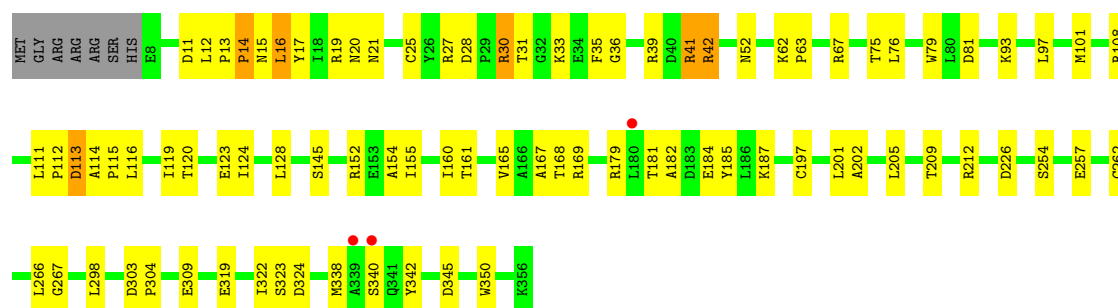 MET GLY ARG ARG ARG SER HIS E8 D11 L12 P13 P14 N15 L16 Y17 I18 R19 N20 N21 C25 Y26 R27 D28 P29 R30 T31 G32 K33 E34 F35 G36 R39 D40 R41 R42 N52 K62 P63 R67 T75 L76 W79 L80 D81 K93 L97 M101 R108
L111 P112 D113 A114 P115 L116 I119 T120 E123 I124 L128 S145 R152 E153 A154 I155 I160 T161 V165 A166 A167 T168 R169 R179 L180 T181 A182 D183 E184 Y185 L186 K187 C197 L201 A202 L205 T209 R212 D226 S254 E257 C262
L266 G267 L298 D303 P304 E309 E319 I322 S323 D324 M338 A339 S340 Q341 Y342 D345 W350 K356